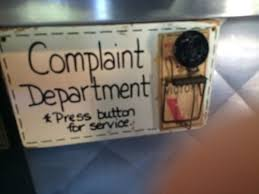 Complaint
Department
*Press button
for service.